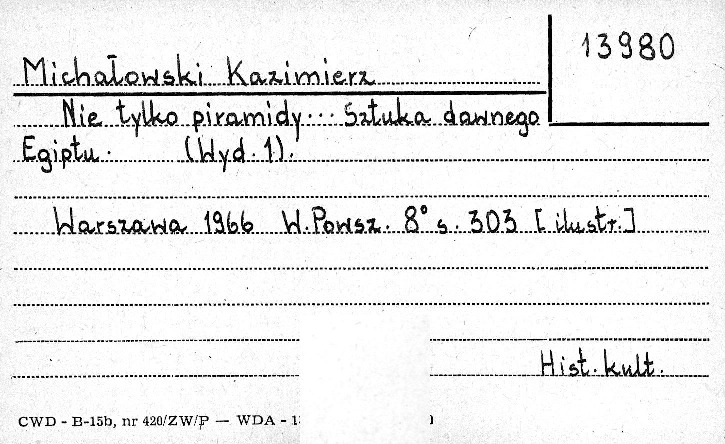 13980
Michałowski Kazimierz
Nie tylko piramidy... Sztuka dawnego
Egiptu. (Wyd. 1).
Warszawa 1966 W. Powsz. 8° s. 303 [ilustr.]
Hist. kult.
CWD - B-15b, nr 420/ZW/P — WDA -